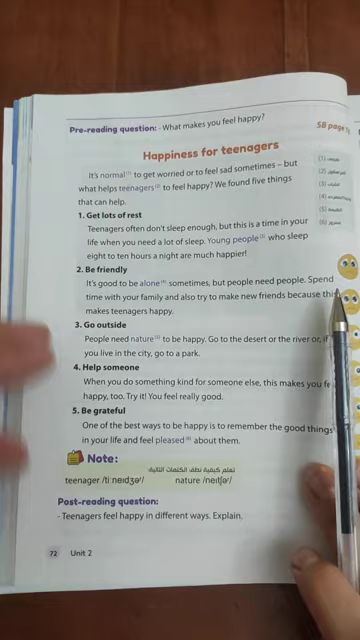 Pre-reading question: - What makes you feel happy?
SB page
Happiness for teenagers
It's normal(1) to get worried or to feel sad sometimes – but
what helps teenagers(2) to feel happy? We found five things
that can help.
1. Get lots of rest
Teenagers often don't sleep enough, but this is a time in your
life when you need a lot of sleep. Young people(3) who sleep
eight to ten hours a night are much happier!
2. Be friendly
It's good to be alone(4) sometimes, but people need people. Spend
time with your family and also try to make new friends because this
makes teenagers happy.
3. Go outside
People need nature(5) to be happy. Go to the desert or the river or, if
you live in the city, go to a park.
4. Help someone
When you do something kind for someone else, this makes you fe
happy, too. Try it! You feel really good.
5. Be grateful
One of the best ways to be happy is to remember the good things
in your life and feel pleased(6) about them.
(1)
(2)
(3)
(4)
(5)
(6)
Note:
تعلم كيفية نطق الكلمات التالية:
teenager /ˈtiːneɪdʒəʳ/ nature /ˈneɪtʃəʳ/
Post-reading question:
- Teenagers feel happy in different ways. Explain.
72 Unit 2